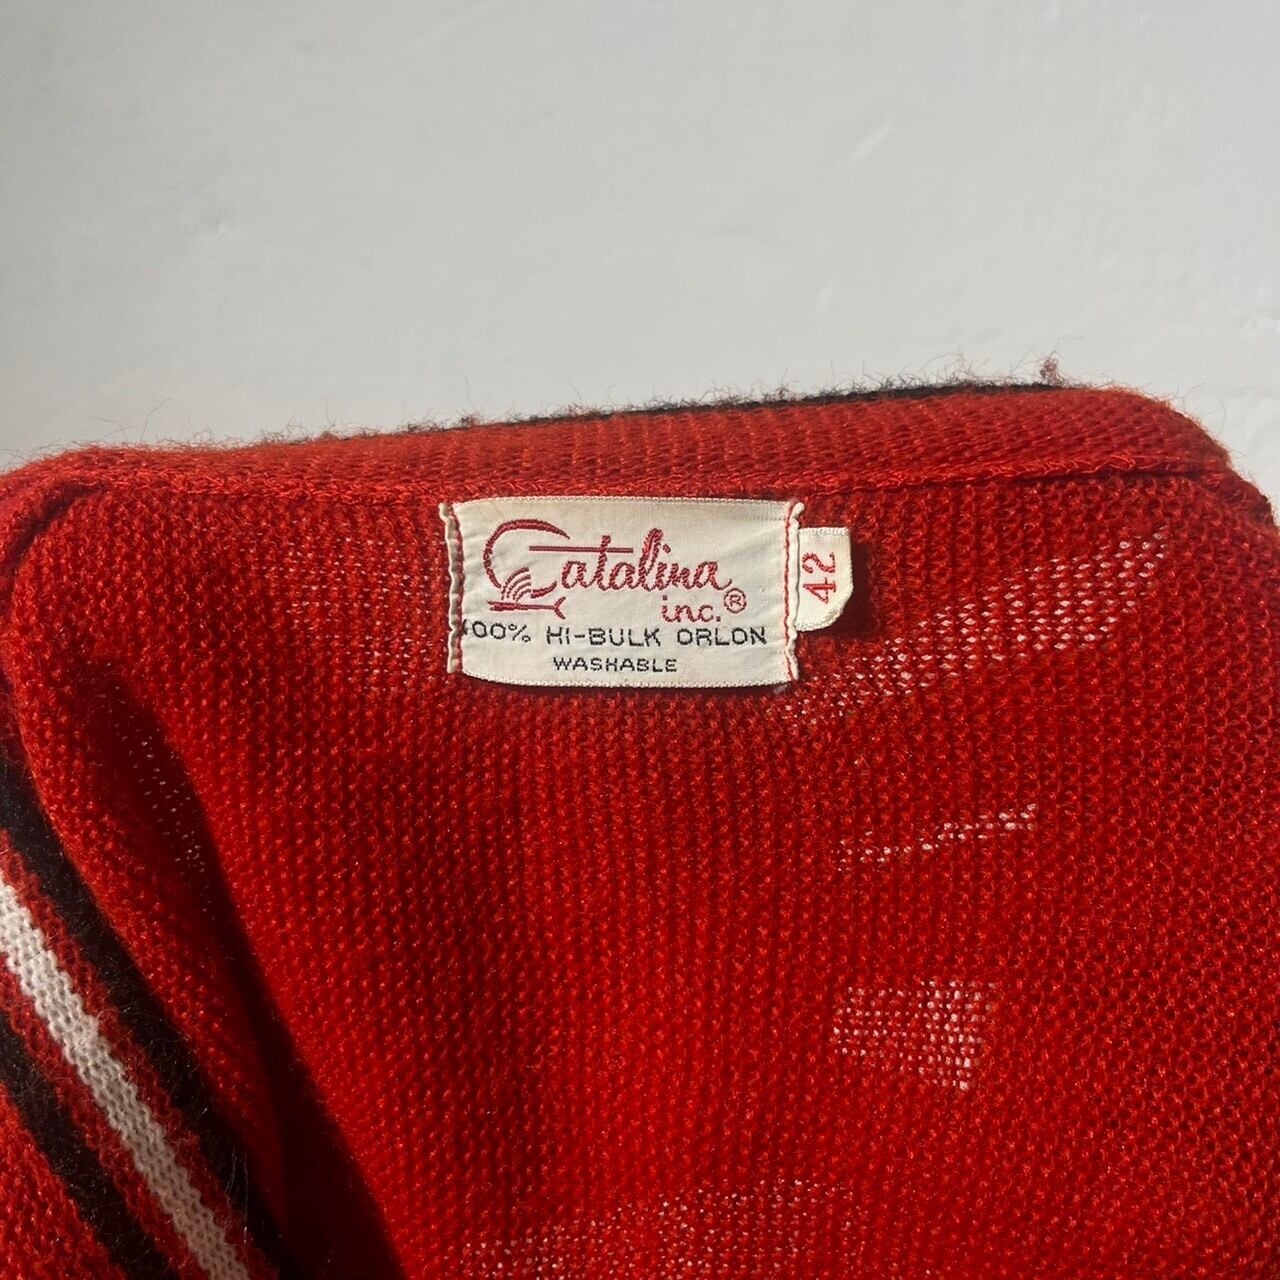 Catalina
inc.®
100% HI-BULK ORLON
WASHABLE
42